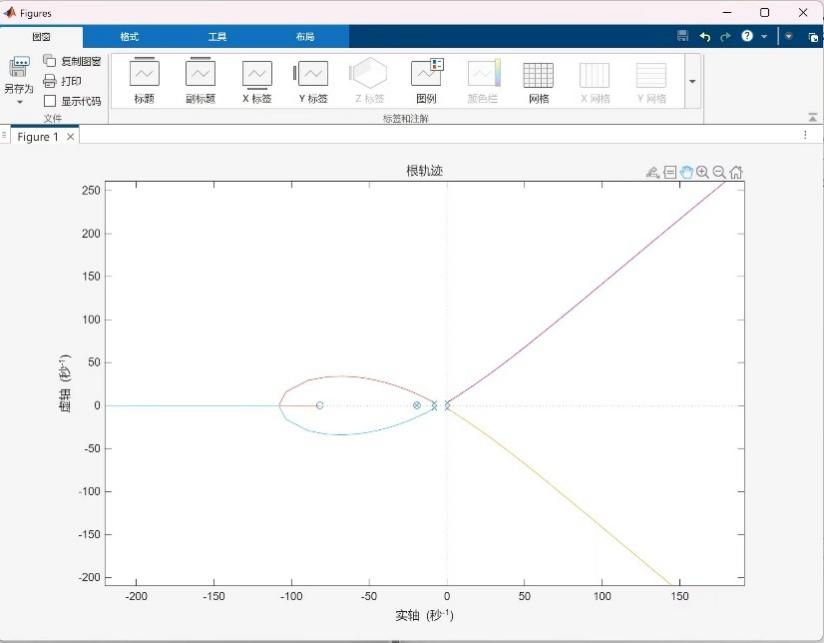 Figures
图窗 格式 工具 布局
另存为
复制图窗
打印
显示代码
文件
标题 副标题 X 标签 Y 标签 Z 标签 图例 颜色栏 网格 X 网格 Y 网格
标签和注解
Figure 1
根轨迹
250
200
150
100
50
0
-50
-100
-150
-200
虚轴 (秒⁻¹)
-200 -150 -100 -50 0 50 100 150
实轴 (秒⁻¹)